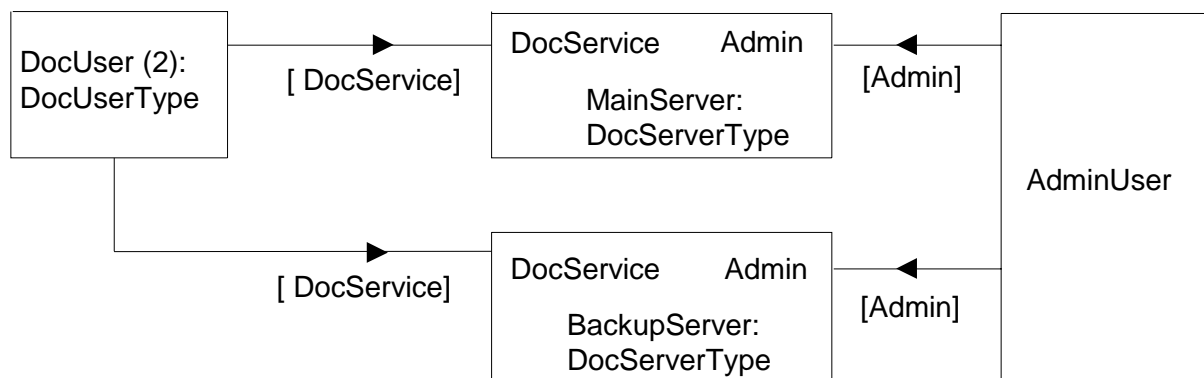 DocUser (2):
DocUserType
[ DocService]
DocService Admin
MainServer:
DocServerType
[Admin]
AdminUser
[ DocService]
DocService Admin
BackupServer:
DocServerType
[Admin]